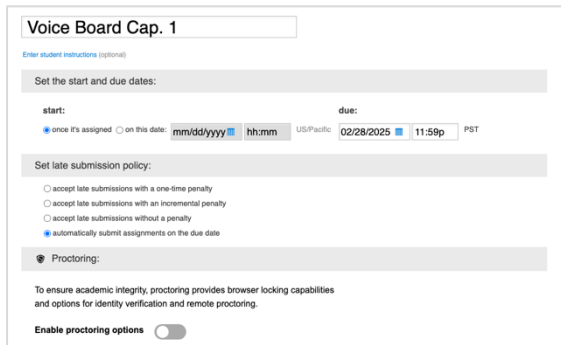 Voice Board Cap. 1
Enter student instructions (optional)
Set the start and due dates:
start: due:
once it's assigned on this date: mm/dd/yyyy hh:mm US/Pacific 02/28/2025 11:59p PST
Set late submission policy:
accept late submissions with a one-time penalty
accept late submissions with an incremental penalty
accept late submissions without a penalty
automatically submit assignments on the due date
Proctoring:
To ensure academic integrity, proctoring provides browser locking capabilities
and options for identity verification and remote proctoring.
Enable proctoring options